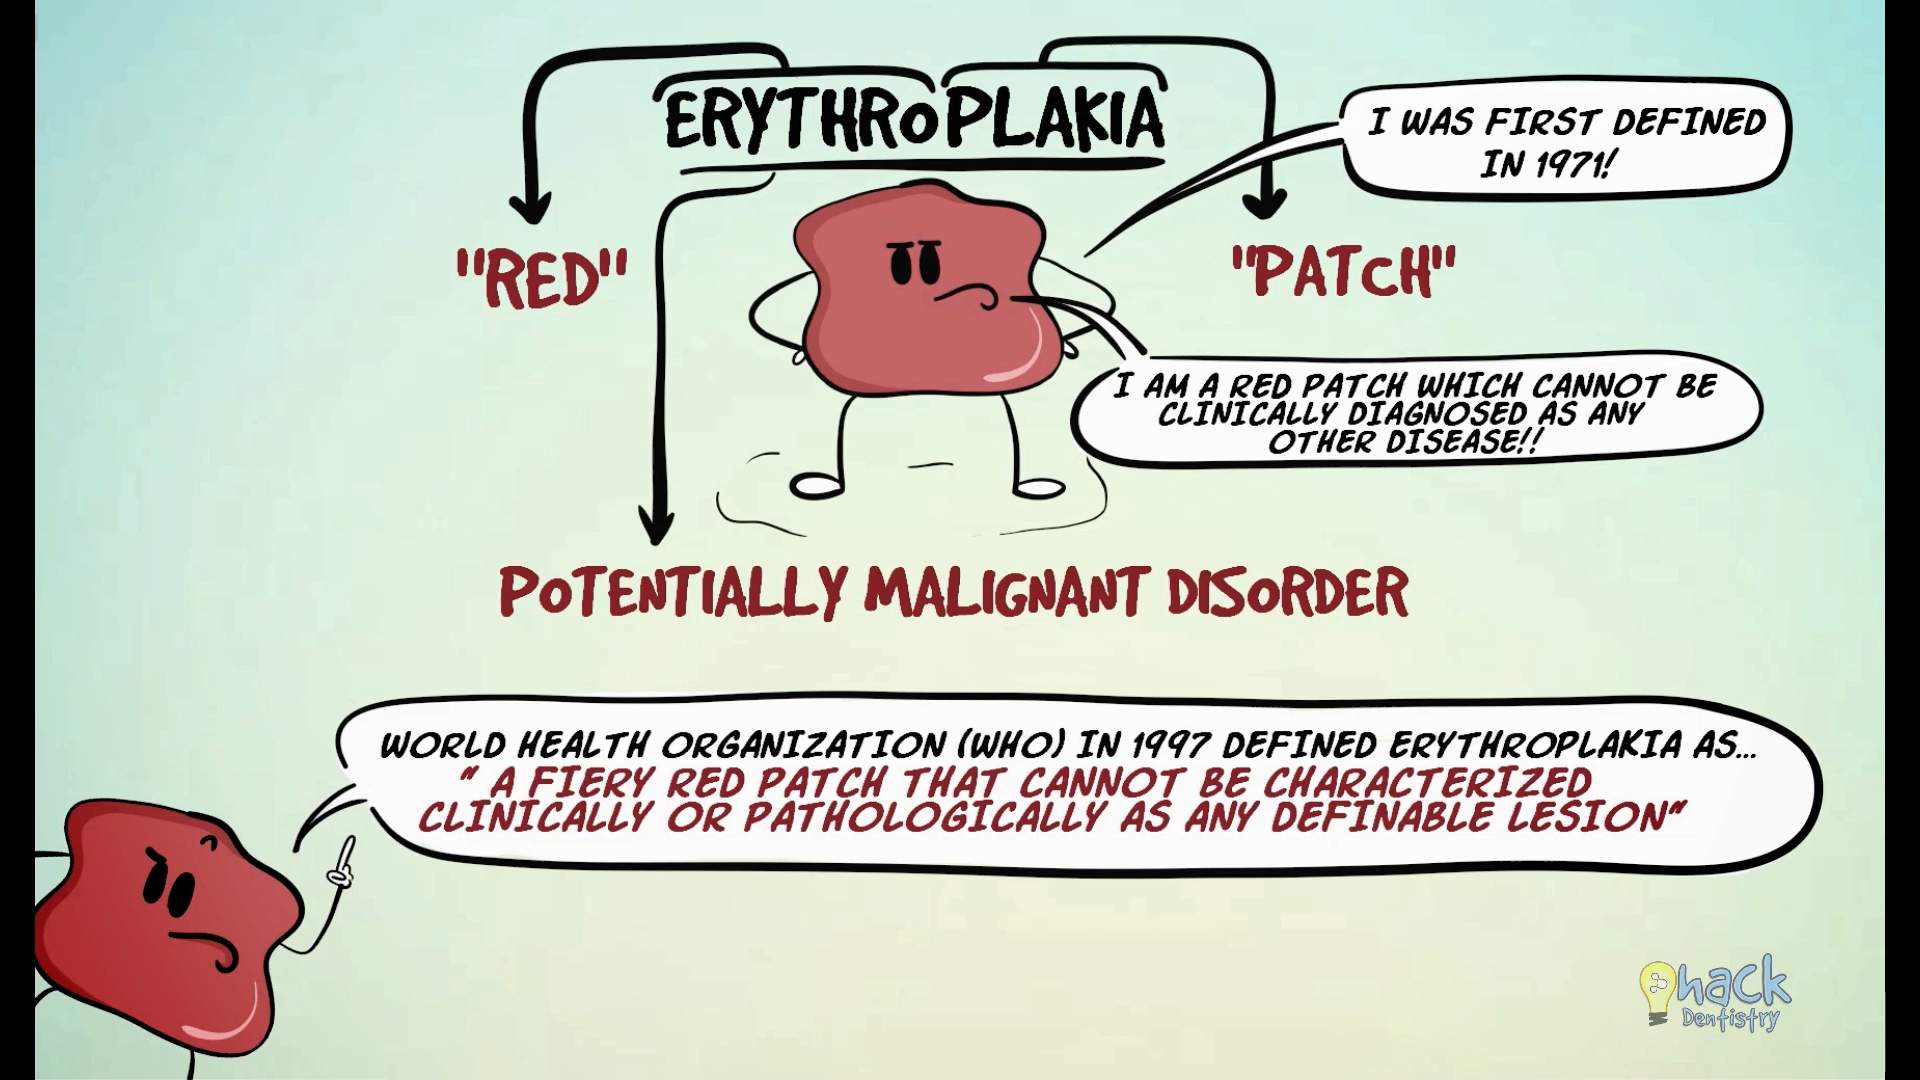 ERYTHROPLAKIA
I WAS FIRST DEFINED
IN 1971!
"RED"
"PATCH"
I AM A RED PATCH WHICH CANNOT BE
CLINICALLY DIAGNOSED AS ANY
OTHER DISEASE!!
POTENTIALLY MALIGNANT DISORDER
WORLD HEALTH ORGANIZATION (WHO) IN 1997 DEFINED ERYTHROPLAKIA AS...
" A FIERY RED PATCH THAT CANNOT BE CHARACTERIZED
CLINICALLY OR PATHOLOGICALLY AS ANY DEFINABLE LESION"
hack
Dentistry